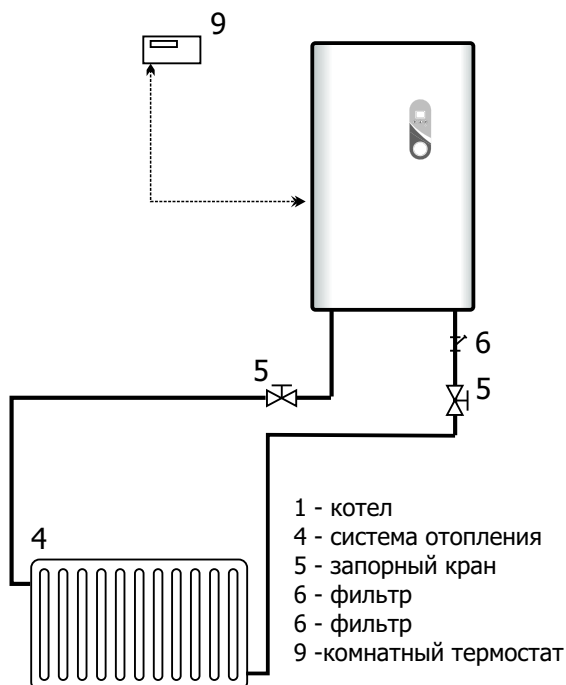 9
6
5
5
4
1 - котел
4 - система отопления
5 - запорный кран
6 - фильтр
6 - фильтр
9 -комнатный термостат